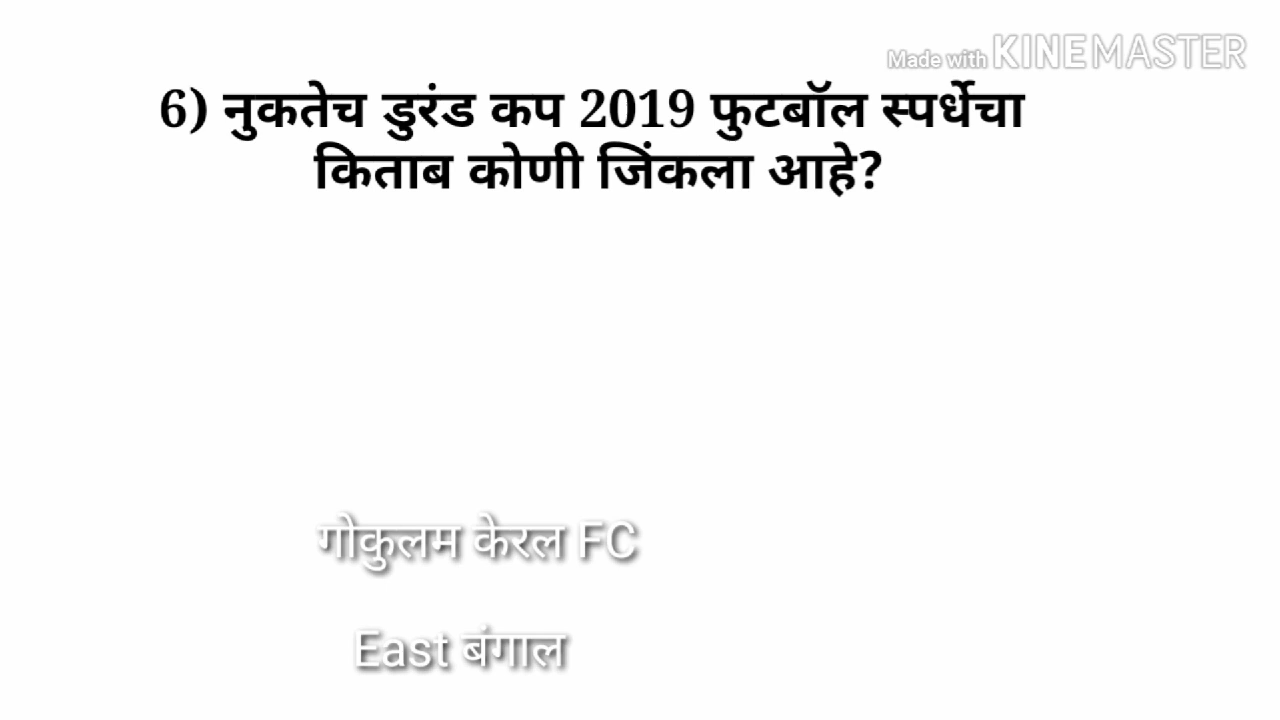 Made with KINEMASTER
6) नुकतेच डुरंड कप 2019 फुटबॉल स्पर्धेचा
किताब कोणी जिंकला आहे?
गोकुलम केरल FC
East बंगाल